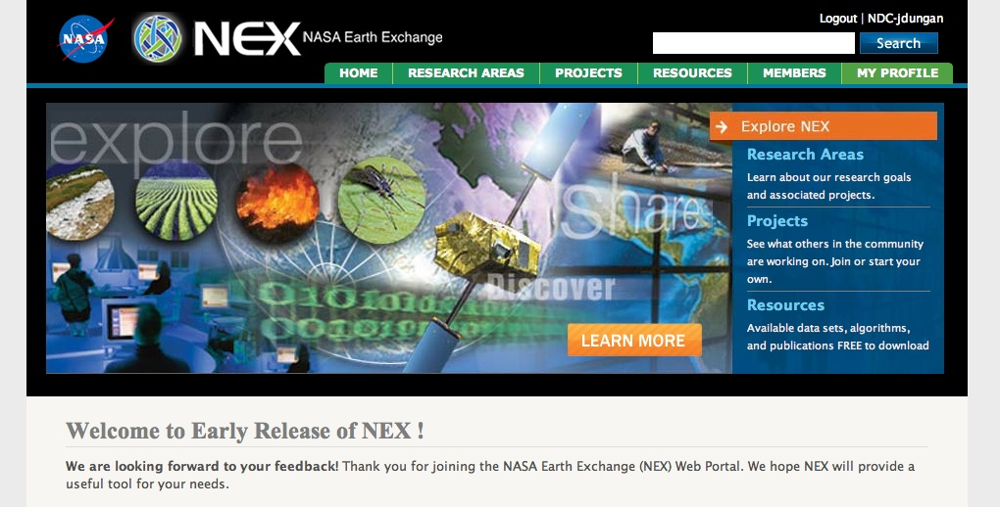 Logout | NDC-jdungan
NASA
NEX NASA Earth Exchange
Search
HOME RESEARCH AREAS PROJECTS RESOURCES MEMBERS MY PROFILE
explore
Share
Discover
LEARN MORE
Explore NEX
Research Areas
Learn about our research goals
and associated projects.
Projects
See what others in the community
are working on. Join or start your
own.
Resources
Available data sets, algorithms,
and publications FREE to download
Welcome to Early Release of NEX !
We are looking forward to your feedback! Thank you for joining the NASA Earth Exchange (NEX) Web Portal. We hope NEX will provide a
useful tool for your needs.